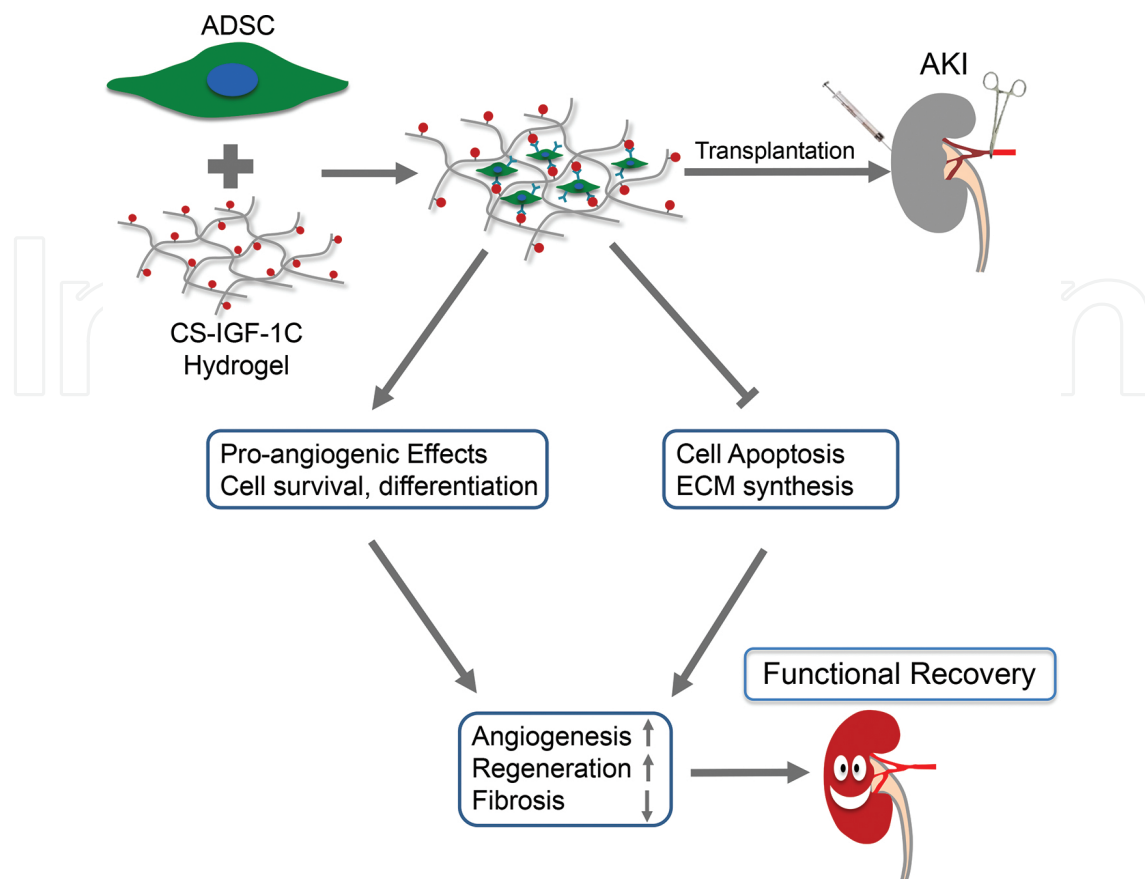 ADSC
AKI
Transplantation
CS-IGF-1C
Hydrogel
Pro-angiogenic Effects
Cell survival, differentiation
Cell Apoptosis
ECM synthesis
Functional Recovery
Angiogenesis ↑
Regeneration ↑
Fibrosis ↓